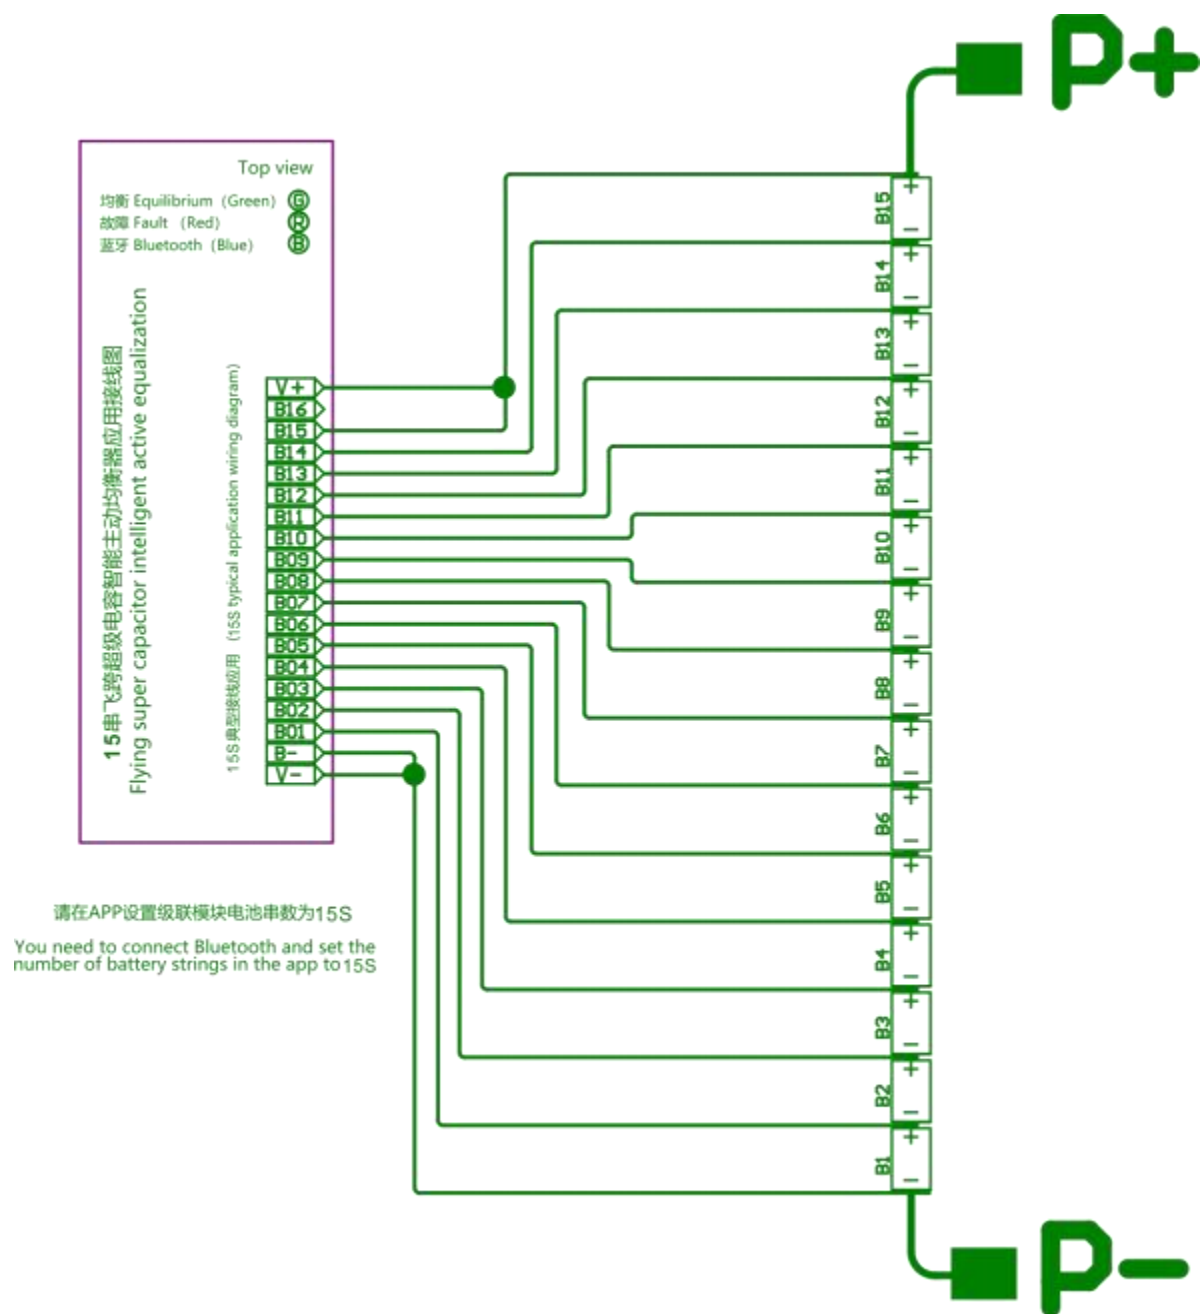 P+
Top view
均衡 Equilibrium (Green) G
故障 Fault (Red) R
蓝牙 Bluetooth (Blue) B
15串飞跨超级电容智能主动均衡器应用接线图
Flying super capacitor intelligent active equalization
15S典型接线应用 (15S typical application wiring diagram)
V+
B16
B15
B14
B13
B12
B11
B10
B09
B08
B07
B06
B05
B04
B03
B02
B01
B-
V-
B15 + -
B14 + -
B13 + -
B12 + -
B11 + -
B10 + -
B9 + -
B8 + -
B7 + -
B6 + -
B5 + -
B4 + -
B3 + -
B2 + -
B1 + -
请在APP设置级联模块电池串数为15S
You need to connect Bluetooth and set the
number of battery strings in the app to 15S
P-